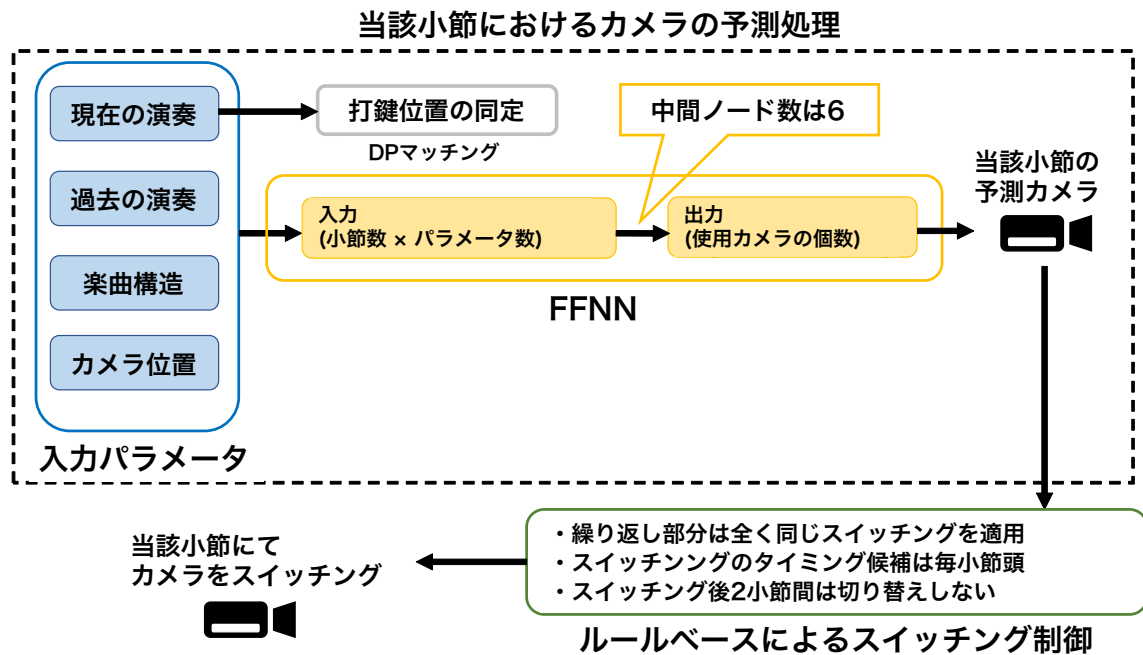 当該小節におけるカメラの予測処理
現在の演奏
過去の演奏
楽曲構造
カメラ位置
入力パラメータ
打鍵位置の同定
DPマッチング
中間ノード数は6
入力
(小節数 × パラメータ数)
出力
(使用カメラの個数)
FFNN
当該小節の
予測カメラ
・繰り返し部分は全く同じスイッチングを適用
・スイッチンングのタイミング候補は毎小節頭
・スイッチング後2小節間は切り替えしない
ルールベースによるスイッチング制御
当該小節にて
カメラをスイッチング